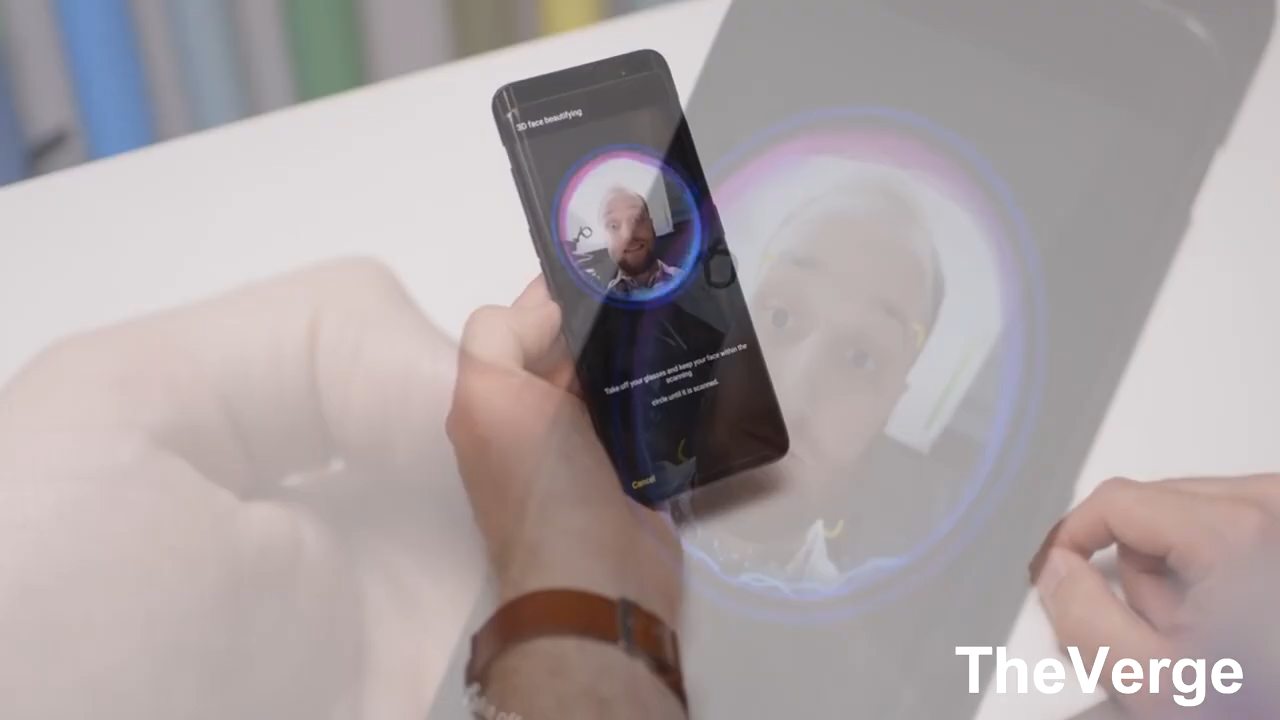 3D face beautifying
Take off your glasses and keep your face within the
scanning
circle until it is scanned.
Cancel
TheVerge